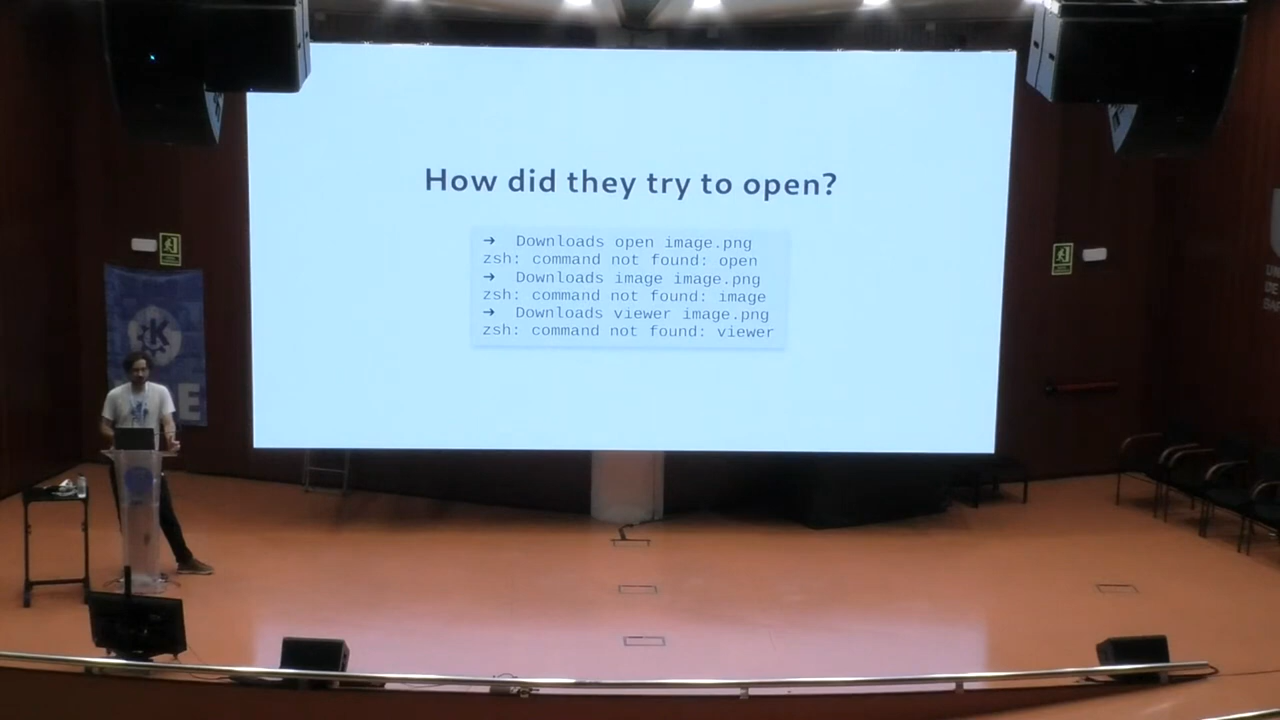 How did they try to open?
➜  Downloads open image.png
zsh: command not found: open
➜  Downloads image image.png
zsh: command not found: image
➜  Downloads viewer image.png
zsh: command not found: viewer
K